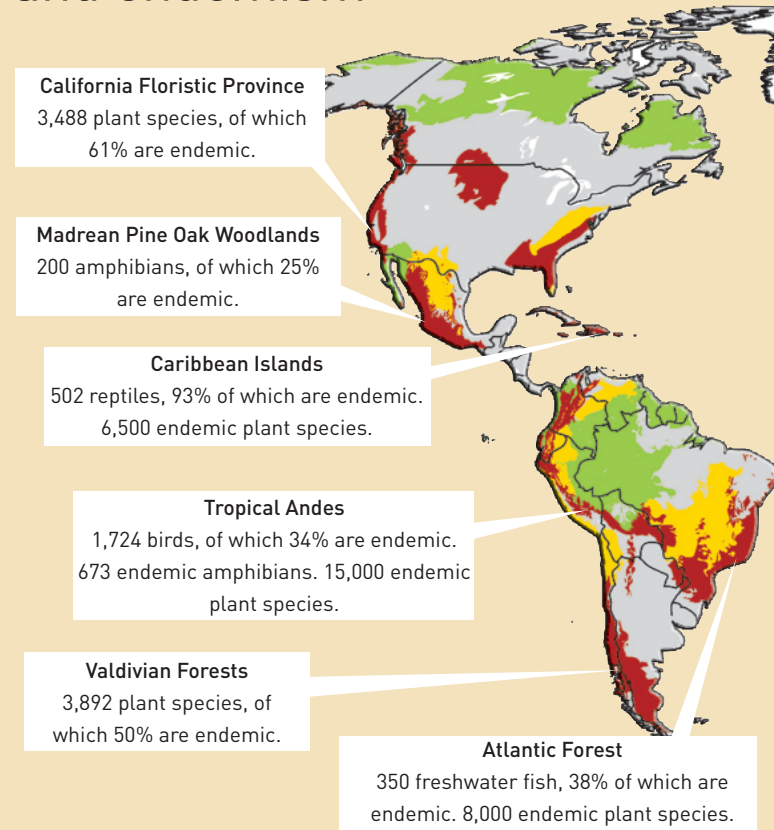 and endemism
California Floristic Province
3,488 plant species, of which
61% are endemic.
Madrean Pine Oak Woodlands
200 amphibians, of which 25%
are endemic.
Caribbean Islands
502 reptiles, 93% of which are endemic.
6,500 endemic plant species.
Tropical Andes
1,724 birds, of which 34% are endemic.
673 endemic amphibians. 15,000 endemic
plant species.
Valdivian Forests
3,892 plant species, of
which 50% are endemic.
Atlantic Forest
350 freshwater fish, 38% of which are
endemic. 8,000 endemic plant species.